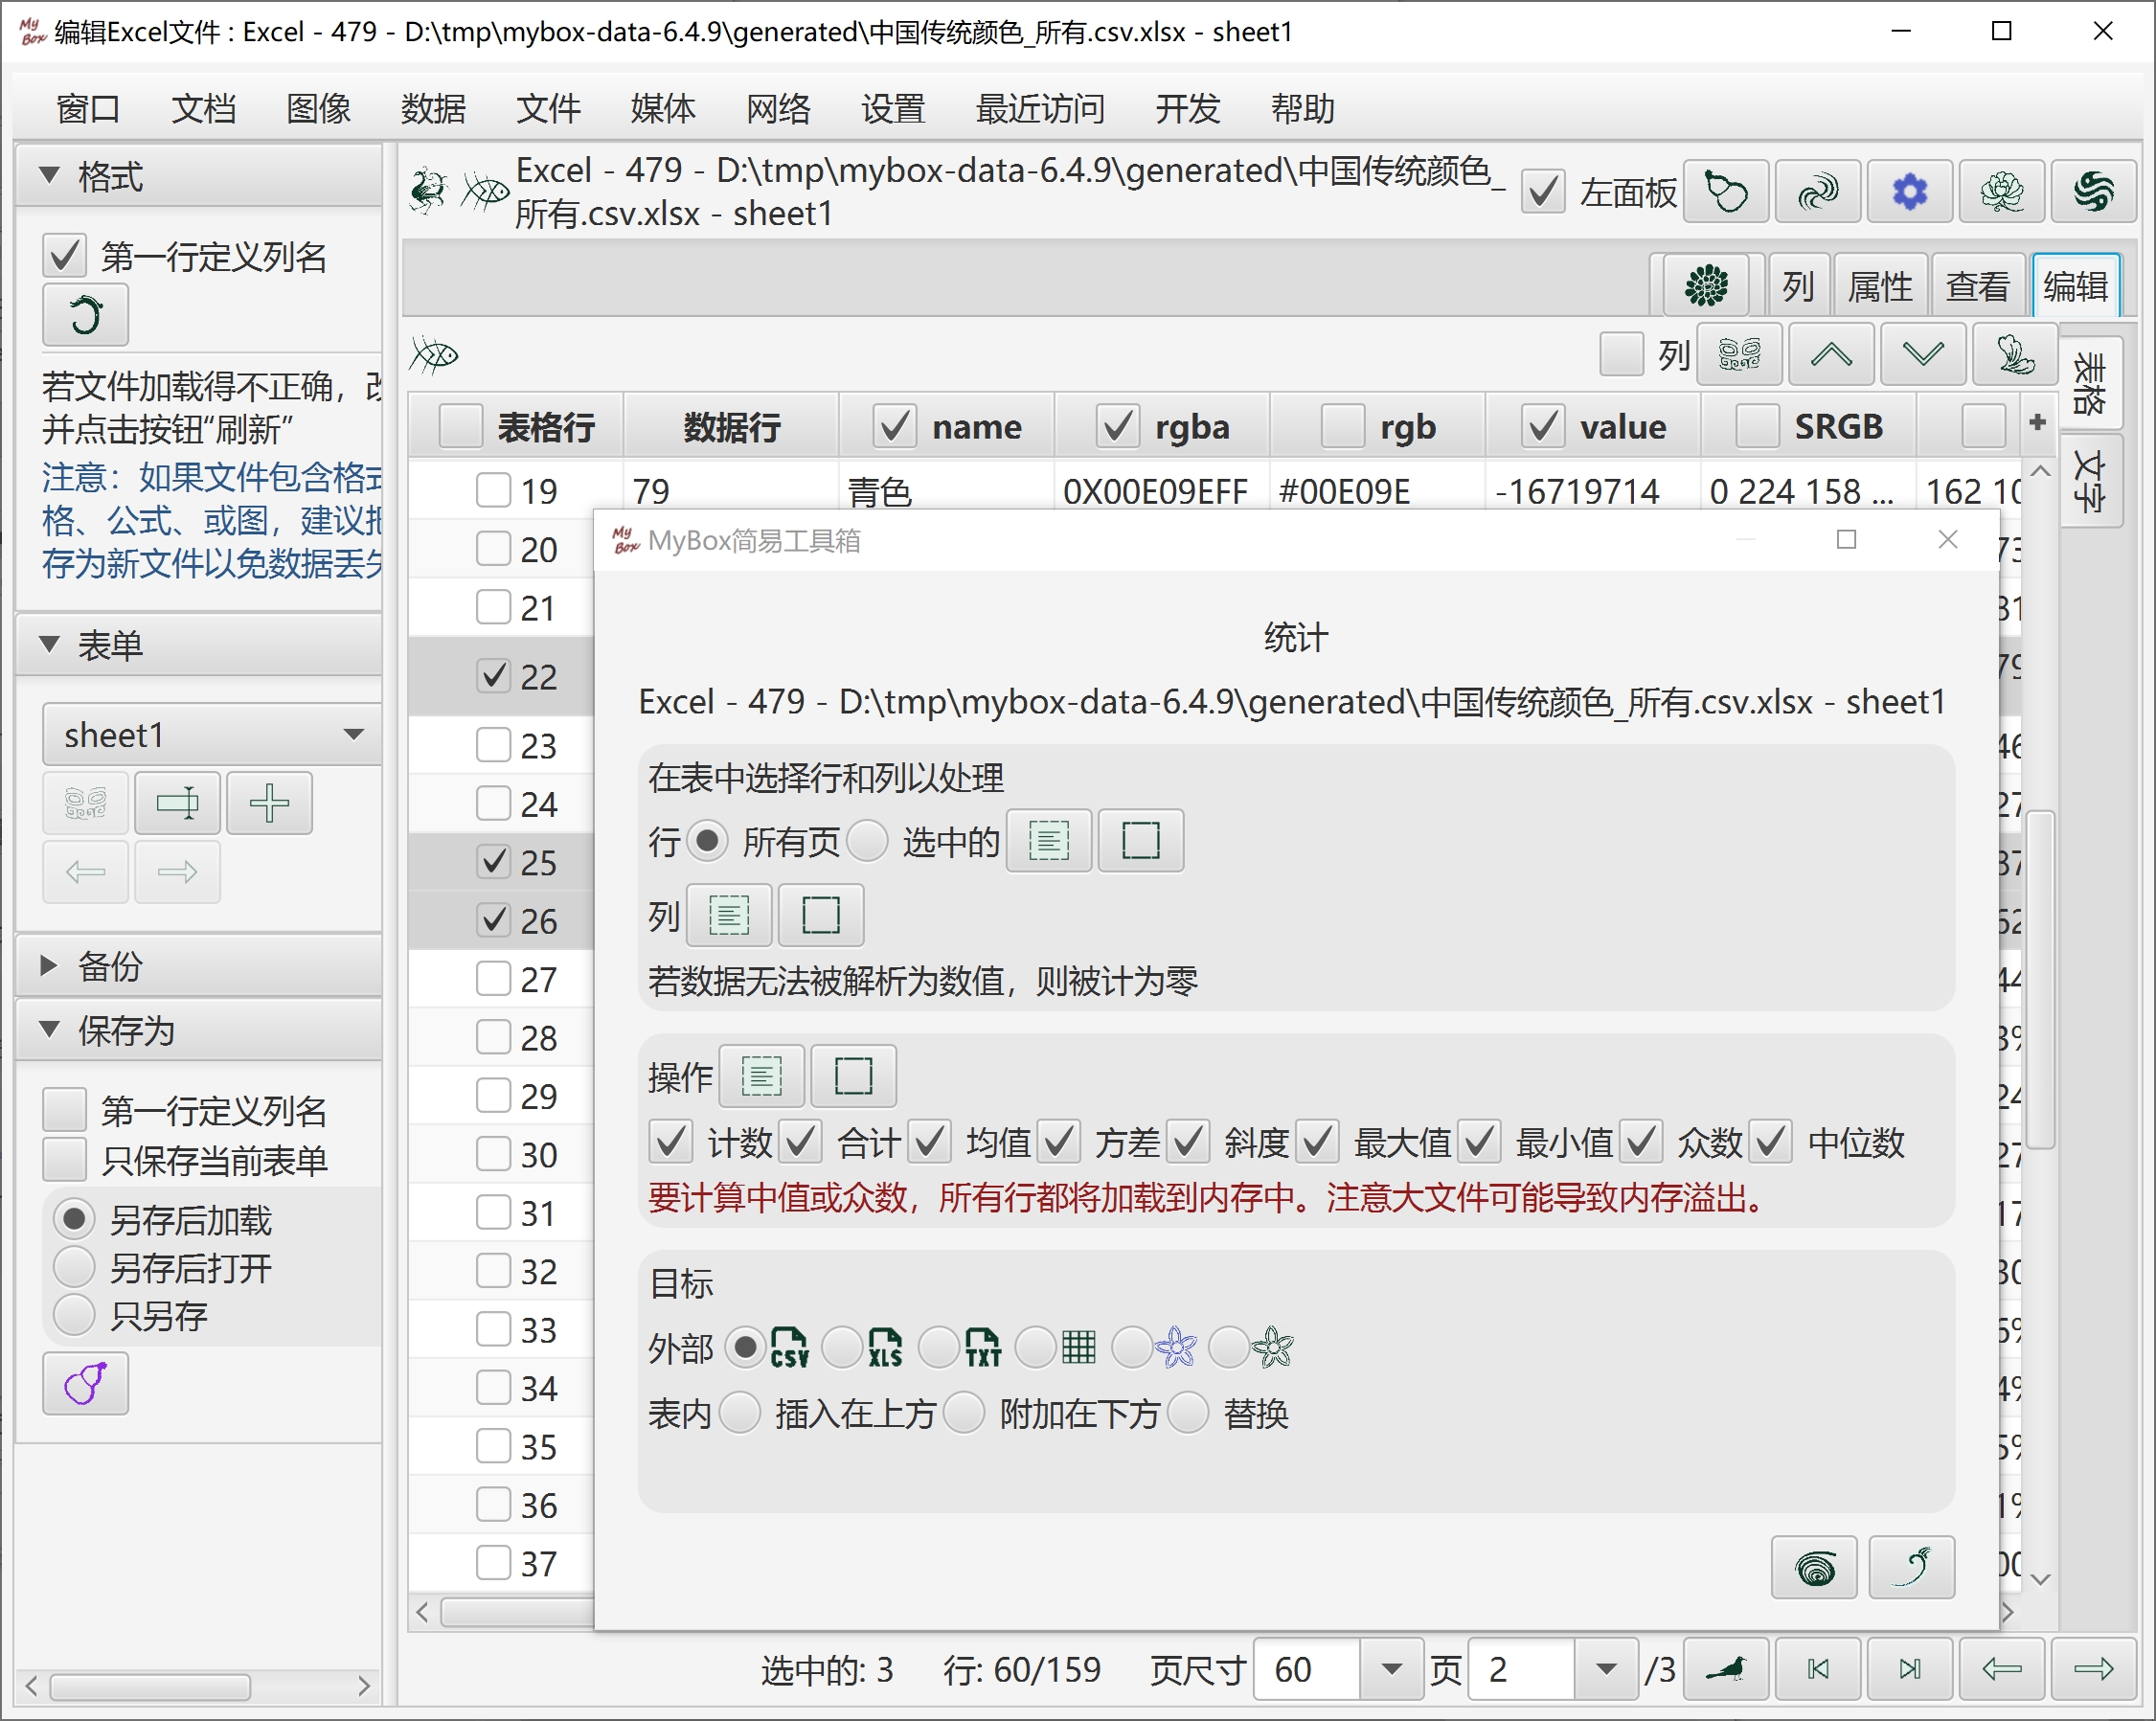 My Box 编辑Excel文件 : Excel - 479 - D:\tmp\mybox-data-6.4.9\generated\中国传统颜色_所有.csv.xlsx - sheet1
窗口 文档 图像 数据 文件 媒体 网络 设置 最近访问 开发 帮助
格式
第一行定义列名
若文件加载得不正确，
并点击按钮“刷新”
注意：如果文件包含格式
格、公式、或图，建议把
存为新文件以免数据丢失
表单
sheet1
备份
保存为
第一行定义列名
只保存当前表单
另存后加载
另存后打开
只另存
Excel - 479 - D:\tmp\mybox-data-6.4.9\generated\中国传统颜色_
所有.csv.xlsx - sheet1
左面板
列 属性 查看 编辑
列
表格
文字
表格行 数据行 name rgba rgb value SRGB +
19 79 青色 0X00E09EFF #00E09E -16719714 0 224 158 ... 162 10
20
21
22
23
24
25
26
27
28
29
30
31
32
33
34
35
36
37
My Box MyBox简易工具箱
统计
Excel - 479 - D:\tmp\mybox-data-6.4.9\generated\中国传统颜色_所有.csv.xlsx - sheet1
在表中选择行和列以处理
行 所有页 选中的
列
若数据无法被解析为数值，则被计为零
操作
计数 合计 均值 方差 斜度 最大值 最小值 众数 中位数
要计算中值或众数，所有行都将加载到内存中。注意大文件可能导致内存溢出。
目标
外部 CSV XLS TXT
表内 插入在上方 附加在下方 替换
选中的: 3 行: 60/159 页尺寸 60 页 2 /3